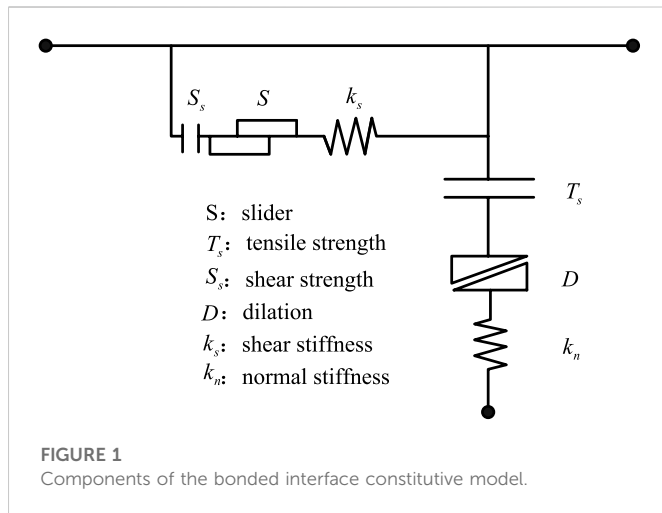 S_s
S
k_s
T_s
D
k_n
S：slider
T_s：tensile strength
S_s：shear strength
D：dilation
k_s：shear stiffness
k_n：normal stiffness
FIGURE 1
Components of the bonded interface constitutive model.